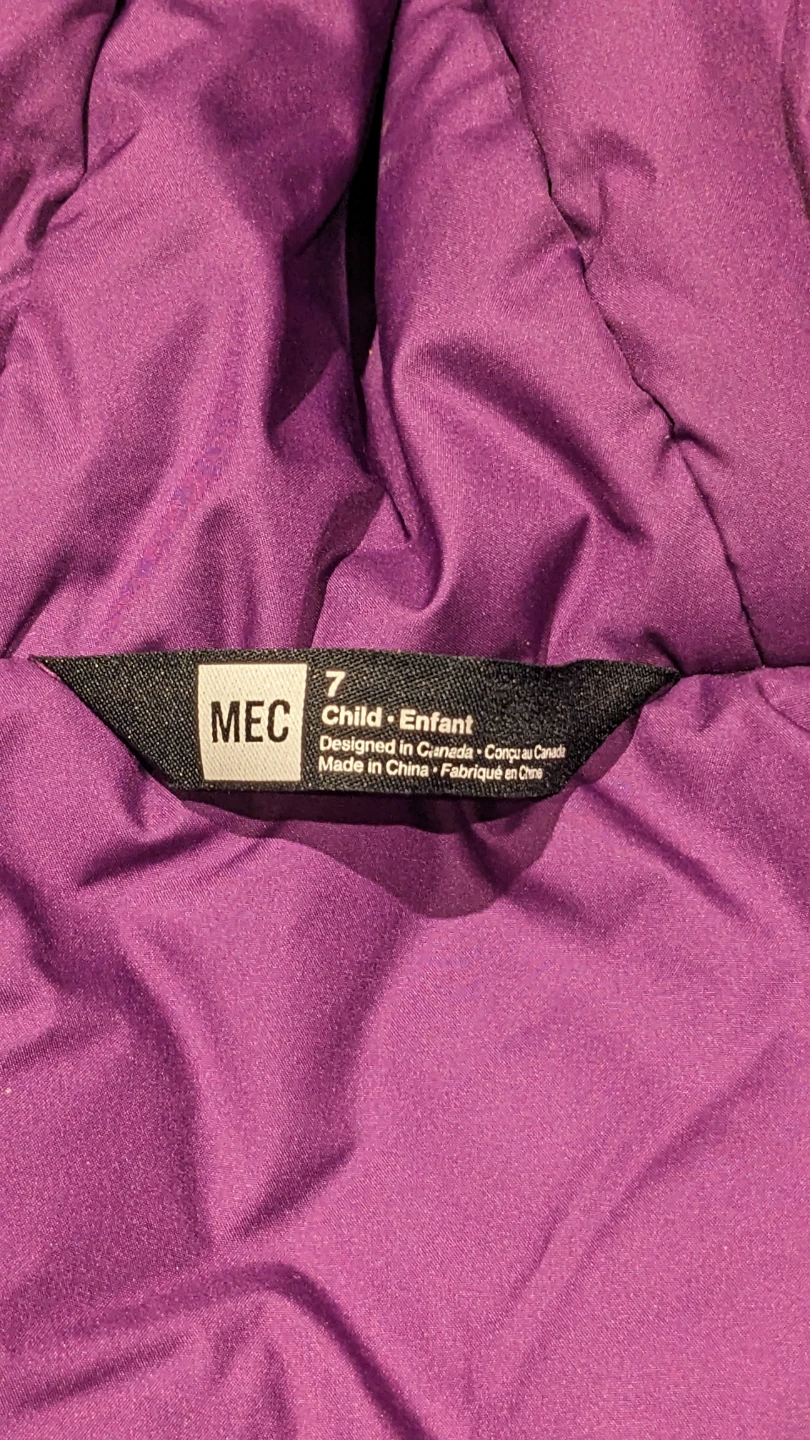 MEC
7
Child • Enfant
Designed in Canada • Conçu au Canada
Made in China • Fabriqué en Chine